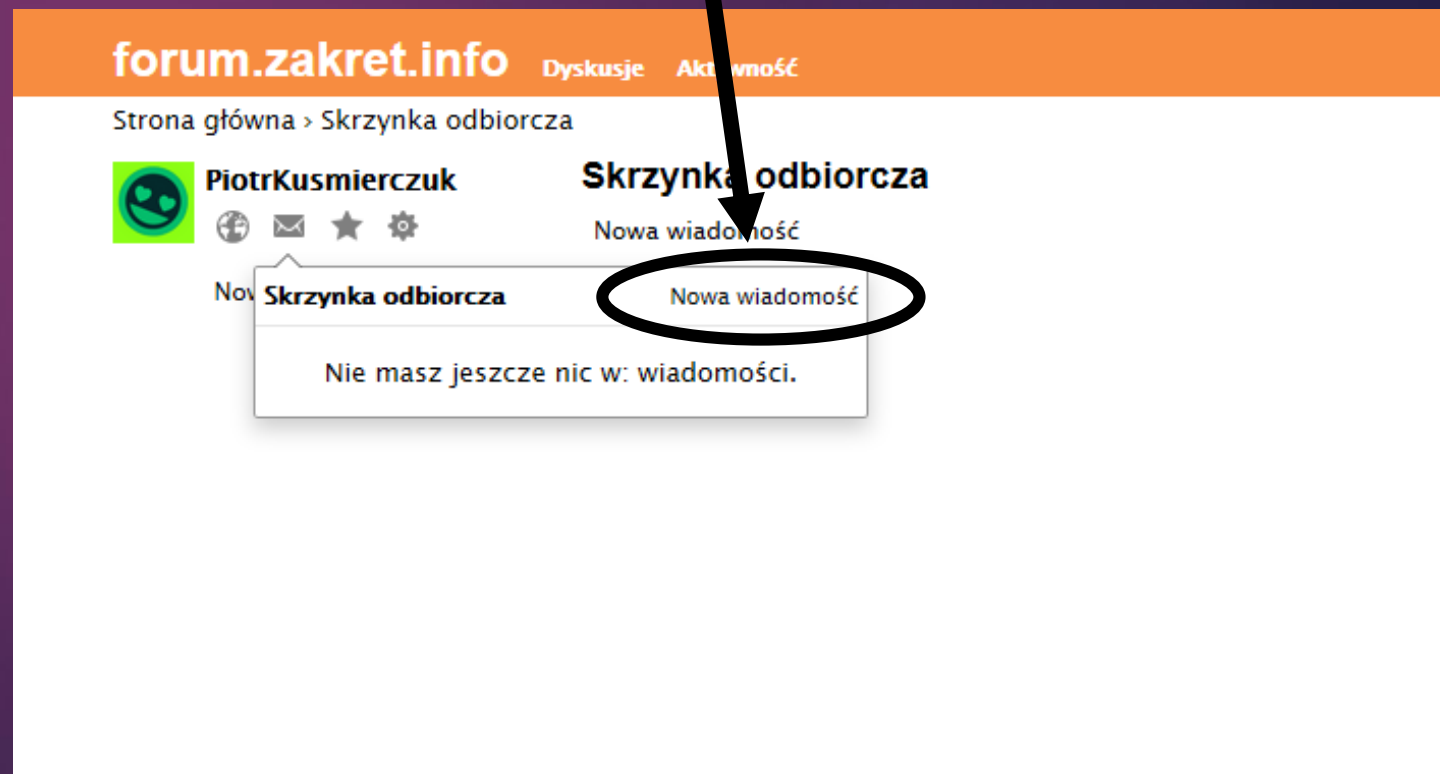 forum.zakret.info Dyskusje Aktywność
Strona główna › Skrzynka odbiorcza
PiotrKusmierczuk
Skrzynka odbiorcza
Nowa wiadomość
Skrzynka odbiorcza Nowa wiadomość
Nie masz jeszcze nic w: wiadomości.